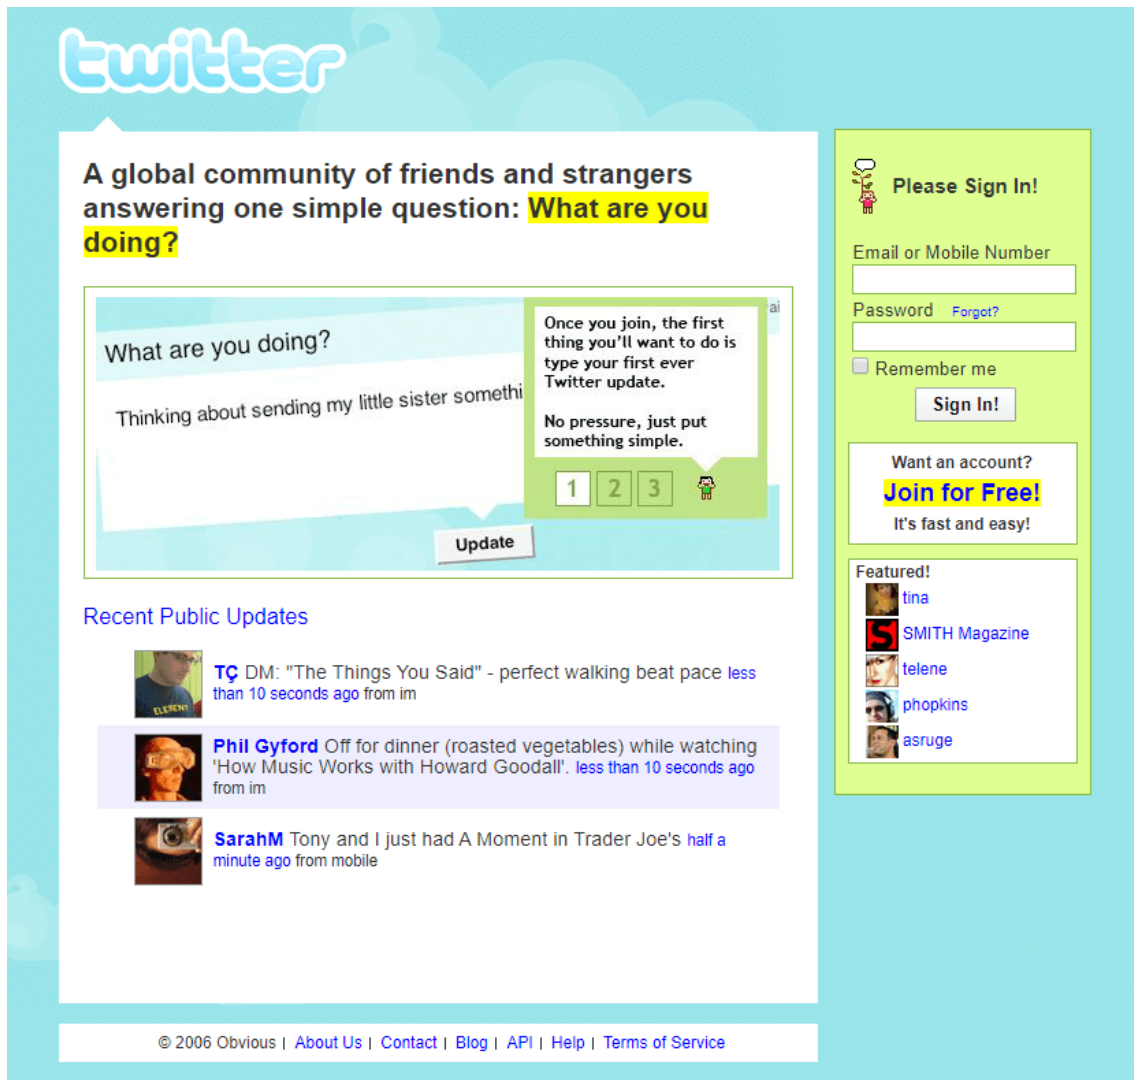 twitter
A global community of friends and strangers
answering one simple question: What are you
doing?
What are you doing?
Thinking about sending my little sister somethi
Update
Once you join, the first
thing you'll want to do is
type your first ever
Twitter update.
No pressure, just put
something simple.
1 2 3
Recent Public Updates
TÇ DM: "The Things You Said" - perfect walking beat pace less
than 10 seconds ago from im
ELEMENT
Phil Gyford Off for dinner (roasted vegetables) while watching
'How Music Works with Howard Goodall'. less than 10 seconds ago
from im
SarahM Tony and I just had A Moment in Trader Joe's half a
minute ago from mobile
Please Sign In!
Email or Mobile Number
Password Forgot?
Remember me
Sign In!
Want an account?
Join for Free!
It's fast and easy!
Featured!
tina
S
SMITH Magazine
telene
phopkins
asruge
© 2006 Obvious | About Us | Contact | Blog | API | Help | Terms of Service